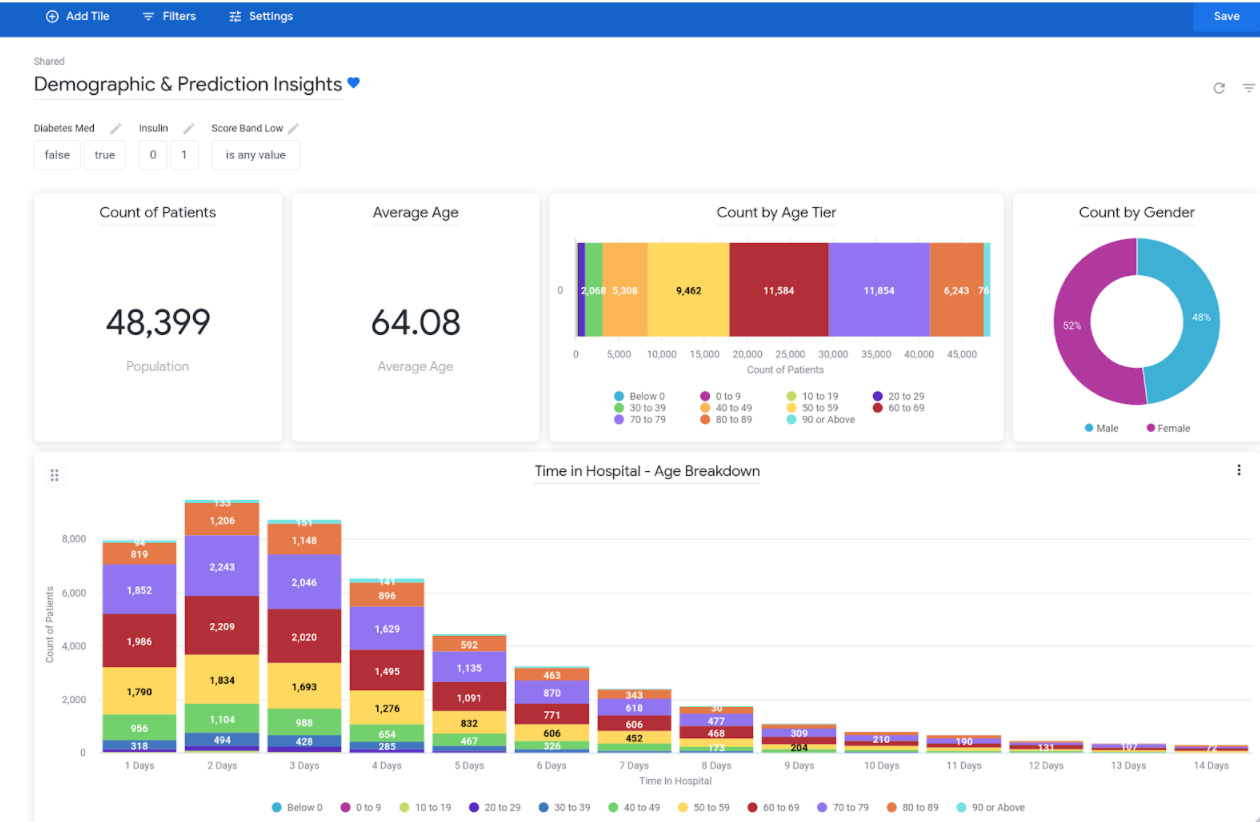 Add Tile Filters Settings Save
Shared
Demographic & Prediction Insights
Diabetes Med Insulin Score Band Low
false true 0 1 is any value
Count of Patients
48,399
Population
Average Age
64.08
Average Age
Count by Age Tier
0 2,068 5,308 9,462 11,584 11,854 6,243
0 5,000 10,000 15,000 20,000 25,000 30,000 35,000 40,000 45,000
Count of Patients
Below 0 0 to 9 10 to 19 20 to 29
30 to 39 40 to 49 50 to 59 60 to 69
70 to 79 80 to 89 90 or Above
Count by Gender
52% 48%
Male Female
Time in Hospital - Age Breakdown
Count of Patients
8,000
6,000
4,000
2,000
0
94 819 1,852 1,986 1,790 956 318
133 1,206 2,243 2,209 1,834 1,104 494
151 1,148 2,046 2,020 1,693 988 428
141 896 1,629 1,495 1,276 654 285
592 1,135 1,091 832 467
463 870 771 606 326
343 618 606 452
477 468 173
309 204
210
190
131
107
72
1 Days 2 Days 3 Days 4 Days 5 Days 6 Days 7 Days 8 Days 9 Days 10 Days 11 Days 12 Days 13 Days 14 Days
Time In Hospital
Below 0 0 to 9 10 to 19 20 to 29 30 to 39 40 to 49 50 to 59 60 to 69 70 to 79 80 to 89 90 or Above